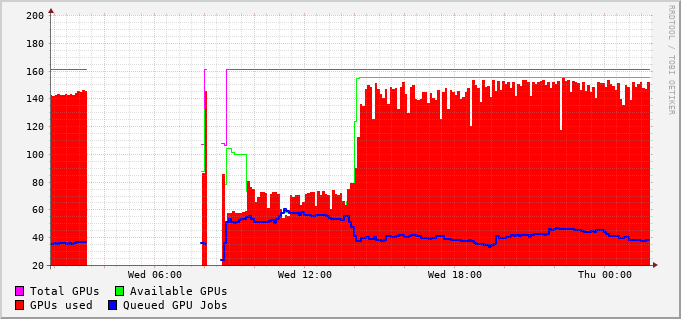 200
180
160
140
120
100
80
60
40
20
Wed 06:00 Wed 12:00 Wed 18:00 Thu 00:00
Total GPUs Available GPUs
GPUs used Queued GPU Jobs
RRDTOOL / TOBI OETIKER